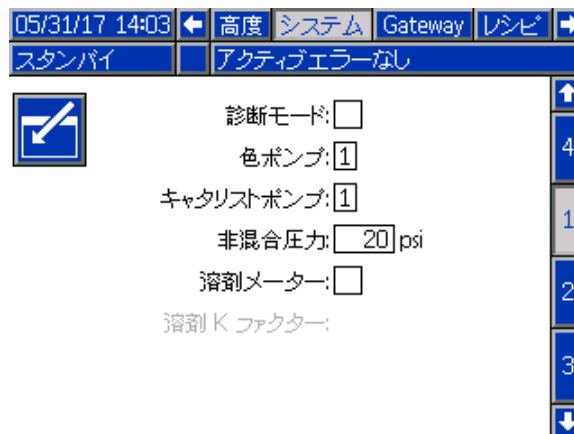 05/31/17 14:03 高度 システム Gateway レシピ
スタンバイ アクティブエラーなし
診断モード:
色ポンプ: 1
キャタリストポンプ: 1
非混合圧力: 20 psi
溶剤メーター:
溶剤 K ファクター:
4
1
2
3